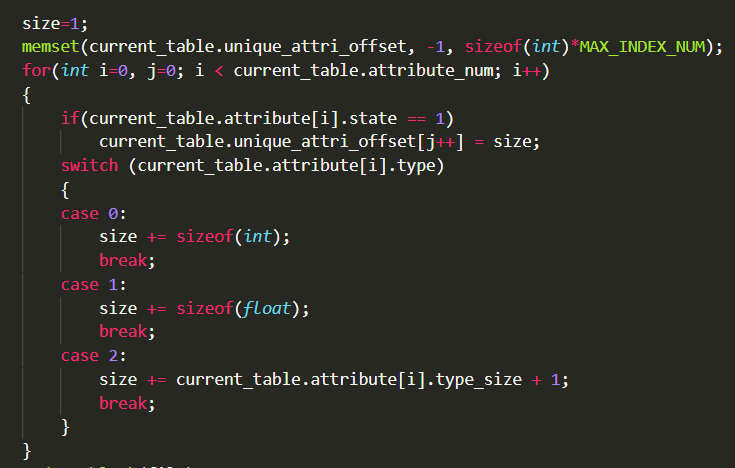 size=1;
memset(current_table.unique_attri_offset, -1, sizeof(int)*MAX_INDEX_NUM);
for(int i=0, j=0; i < current_table.attribute_num; i++)
{
if(current_table.attribute[i].state == 1)
current_table.unique_attri_offset[j++] = size;
switch (current_table.attribute[i].type)
{
case 0:
size += sizeof(int);
break;
case 1:
size += sizeof(float);
break;
case 2:
size += current_table.attribute[i].type_size + 1;
break;
}
}